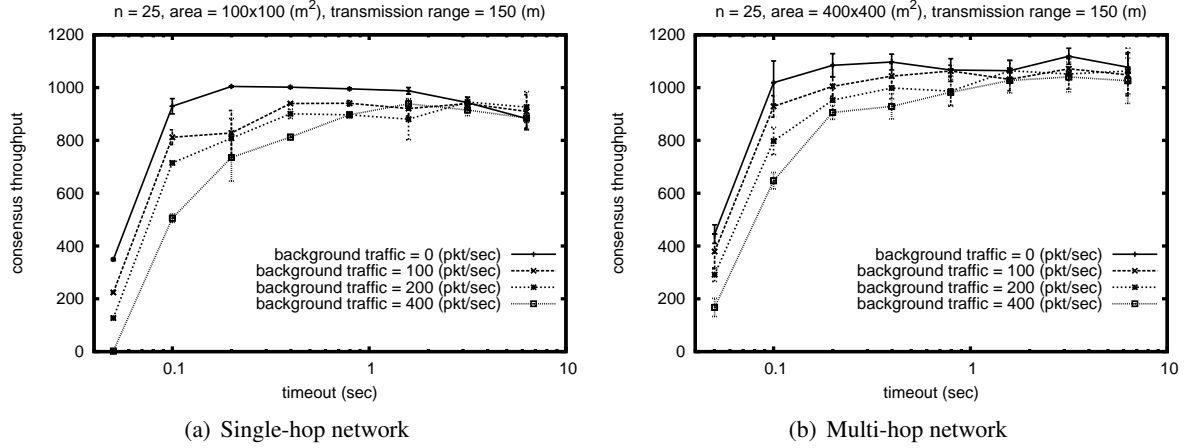 n = 25, area = 100x100 (m²), transmission range = 150 (m)
1200
1000
800
600
400
200
0
consensus throughput
background traffic = 0 (pkt/sec)
background traffic = 100 (pkt/sec)
background traffic = 200 (pkt/sec)
background traffic = 400 (pkt/sec)
0.1
1
10
timeout (sec)
(a) Single-hop network
n = 25, area = 400x400 (m²), transmission range = 150 (m)
1200
1000
800
600
400
200
0
consensus throughput
background traffic = 0 (pkt/sec)
background traffic = 100 (pkt/sec)
background traffic = 200 (pkt/sec)
background traffic = 400 (pkt/sec)
0.1
1
10
timeout (sec)
(b) Multi-hop network